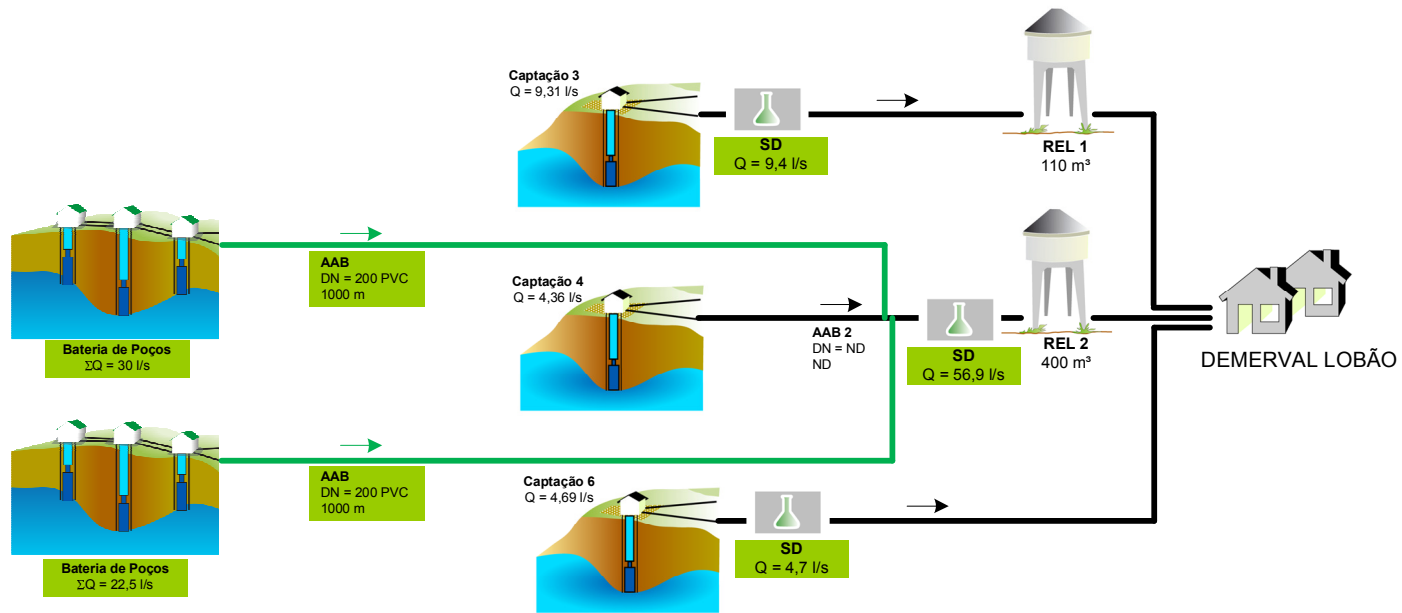 Captação 3
Q = 9,31 l/s
SD
Q = 9,4 l/s
REL 1
110 m³
AAB
DN = 200 PVC
1000 m
Bateria de Poços
ΣQ = 30 l/s
Captação 4
Q = 4,36 l/s
AAB 2
DN = ND
ND
SD
Q = 56,9 l/s
REL 2
400 m³
DEMERVAL LOBÃO
AAB
DN = 200 PVC
1000 m
Bateria de Poços
ΣQ = 22,5 l/s
Captação 6
Q = 4,69 l/s
SD
Q = 4,7 l/s